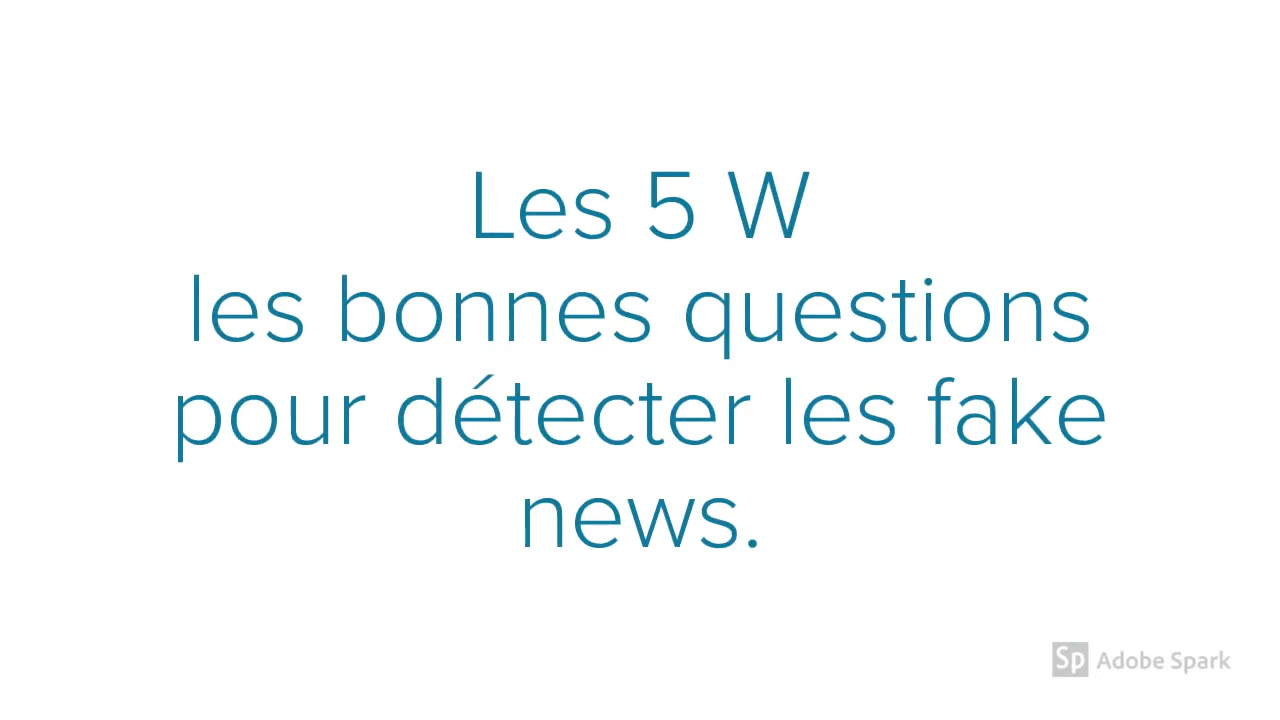 Les 5 W
les bonnes questions
pour détecter les fake
news.
Sp Adobe Spark